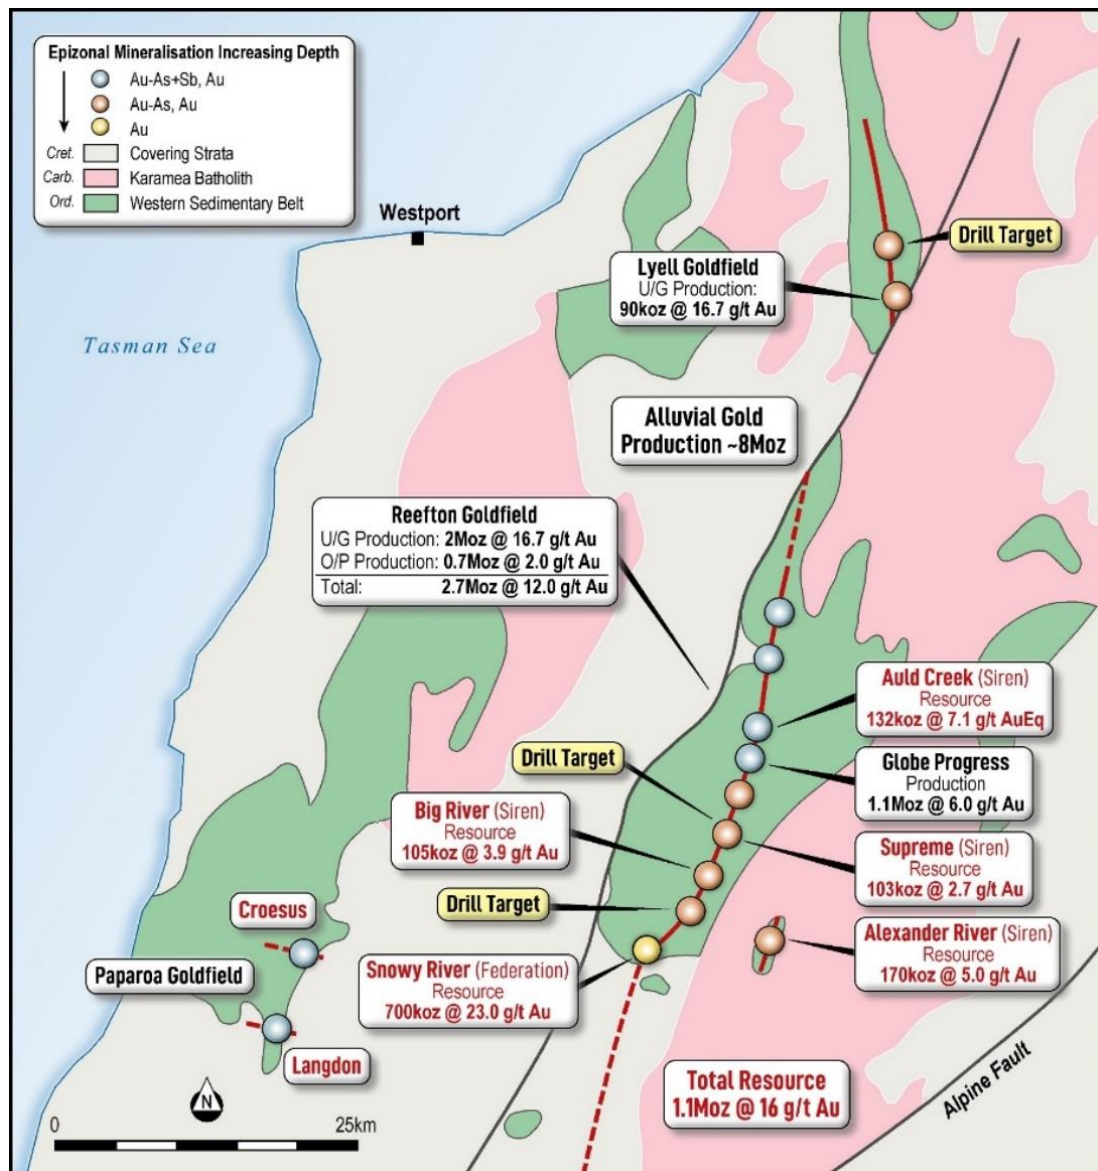 Epizonal Mineralisation Increasing Depth
Au-As+Sb, Au
Au-As, Au
Au
Cret. Covering Strata
Carb. Karamea Batholith
Ord. Western Sedimentary Belt
Westport
Tasman Sea
Drill Target
Lyell Goldfield
U/G Production:
90koz @ 16.7 g/t Au
Alluvial Gold
Production ~8Moz
Reefton Goldfield
U/G Production: 2Moz @ 16.7 g/t Au
O/P Production: 0.7Moz @ 2.0 g/t Au
Total: 2.7Moz @ 12.0 g/t Au
Auld Creek (Siren)
Resource
132koz @ 7.1 g/t AuEq
Drill Target
Globe Progress
Production
1.1Moz @ 6.0 g/t Au
Big River (Siren)
Resource
105koz @ 3.9 g/t Au
Supreme (Siren)
Resource
103koz @ 2.7 g/t Au
Drill Target
Croesus
Alexander River (Siren)
Resource
170koz @ 5.0 g/t Au
Paparoa Goldfield
Snowy River (Federation)
Resource
700koz @ 23.0 g/t Au
Langdon
Total Resource
1.1Moz @ 16 g/t Au
Alpine Fault
N
0 25km